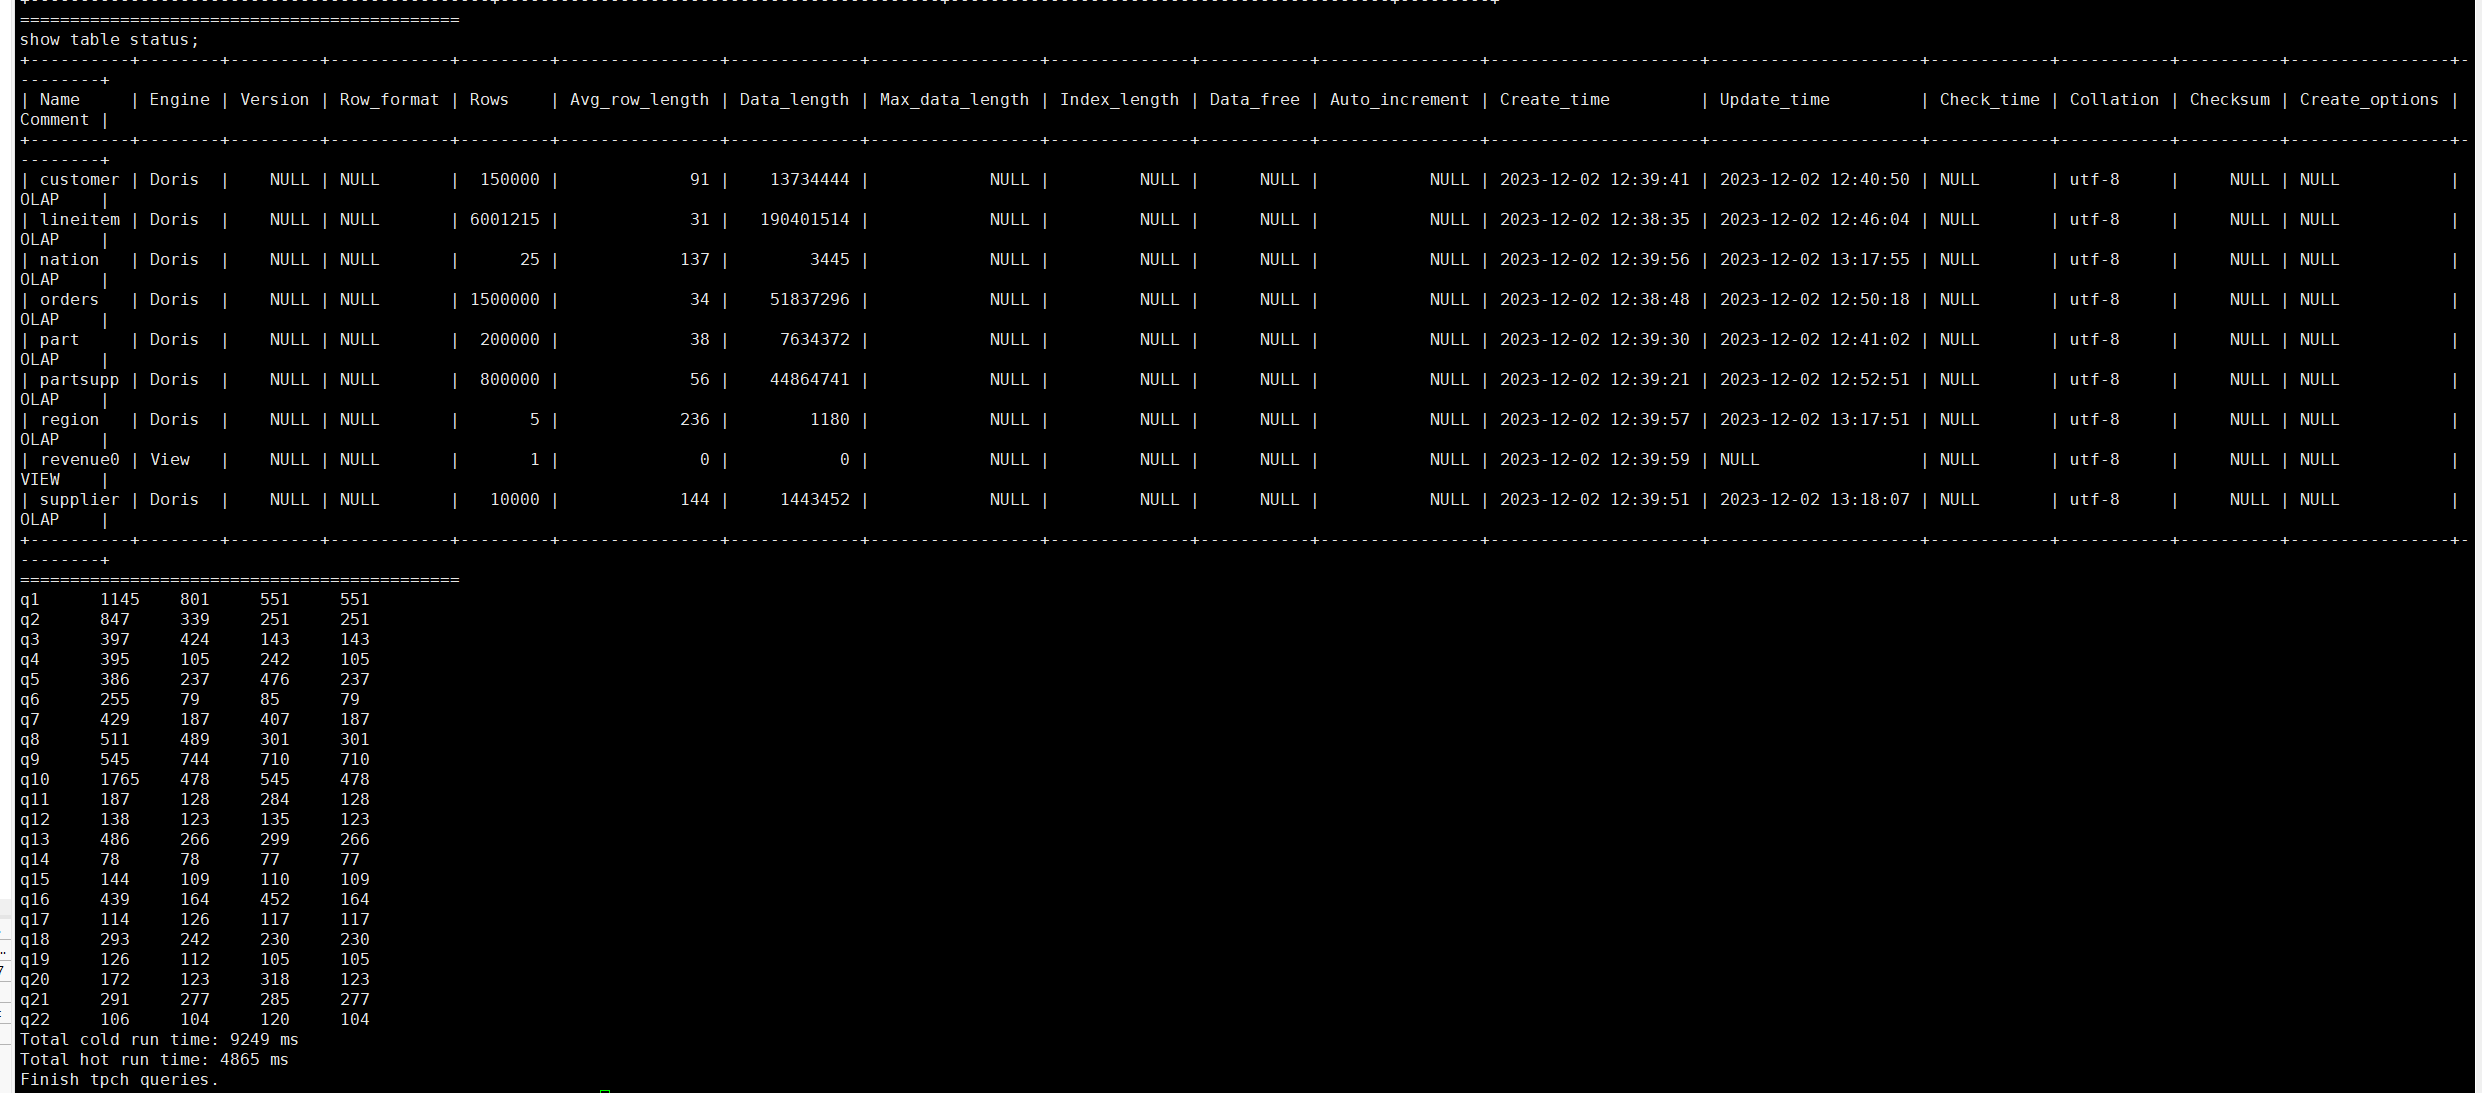 ===========================================
show table status;
+----------+--------+---------+------------+---------+----------------+-------------+-----------------+--------------+-----------+----------------+---------------------+---------------------+------------+-----------+----------+----------------+-
--------+
| Name     | Engine | Version | Row_format | Rows    | Avg_row_length | Data_length | Max_data_length | Index_length | Data_free | Auto_increment | Create_time         | Update_time         | Check_time | Collation | Checksum | Create_options |
Comment |
+----------+--------+---------+------------+---------+----------------+-------------+-----------------+--------------+-----------+----------------+---------------------+---------------------+------------+-----------+----------+----------------+-
--------+
| customer | Doris  |    NULL | NULL       |  150000 |             91 |    13734444 |            NULL |         NULL |      NULL |           NULL | 2023-12-02 12:39:41 | 2023-12-02 12:40:50 | NULL       | utf-8     |     NULL | NULL           |
OLAP    |
| lineitem | Doris  |    NULL | NULL       | 6001215 |             31 |   190401514 |            NULL |         NULL |      NULL |           NULL | 2023-12-02 12:38:35 | 2023-12-02 12:46:04 | NULL       | utf-8     |     NULL | NULL           |
OLAP    |
| nation   | Doris  |    NULL | NULL       |      25 |            137 |        3445 |            NULL |         NULL |      NULL |           NULL | 2023-12-02 12:39:56 | 2023-12-02 13:17:55 | NULL       | utf-8     |     NULL | NULL           |
OLAP    |
| orders   | Doris  |    NULL | NULL       | 1500000 |             34 |    51837296 |            NULL |         NULL |      NULL |           NULL | 2023-12-02 12:38:48 | 2023-12-02 12:50:18 | NULL       | utf-8     |     NULL | NULL           |
OLAP    |
| part     | Doris  |    NULL | NULL       |  200000 |             38 |     7634372 |            NULL |         NULL |      NULL |           NULL | 2023-12-02 12:39:30 | 2023-12-02 12:41:02 | NULL       | utf-8     |     NULL | NULL           |
OLAP    |
| partsupp | Doris  |    NULL | NULL       |  800000 |             56 |    44864741 |            NULL |         NULL |      NULL |           NULL | 2023-12-02 12:39:21 | 2023-12-02 12:52:51 | NULL       | utf-8     |     NULL | NULL           |
OLAP    |
| region   | Doris  |    NULL | NULL       |       5 |            236 |        1180 |            NULL |         NULL |      NULL |           NULL | 2023-12-02 12:39:57 | 2023-12-02 13:17:51 | NULL       | utf-8     |     NULL | NULL           |
OLAP    |
| revenue0 | View   |    NULL | NULL       |       1 |              0 |           0 |            NULL |         NULL |      NULL |           NULL | 2023-12-02 12:39:59 | NULL                | NULL       | utf-8     |     NULL | NULL           |
VIEW    |
| supplier | Doris  |    NULL | NULL       |   10000 |            144 |     1443452 |            NULL |         NULL |      NULL |           NULL | 2023-12-02 12:39:51 | 2023-12-02 13:18:07 | NULL       | utf-8     |     NULL | NULL           |
OLAP    |
+----------+--------+---------+------------+---------+----------------+-------------+-----------------+--------------+-----------+----------------+---------------------+---------------------+------------+-----------+----------+----------------+-
--------+
============================================
q1      1145    801     551     551
q2      847     339     251     251
q3      397     424     143     143
q4      395     105     242     105
q5      386     237     476     237
q6      255     79      85      79
q7      429     187     407     187
q8      511     489     301     301
q9      545     744     710     710
q10     1765    478     545     478
q11     187     128     284     128
q12     138     123     135     123
q13     486     266     299     266
q14     78      78      77      77
q15     144     109     110     109
q16     439     164     452     164
q17     114     126     117     117
q18     293     242     230     230
q19     126     112     105     105
q20     172     123     318     123
q21     291     277     285     277
q22     106     104     120     104
Total cold run time: 9249 ms
Total hot run time: 4865 ms
Finish tpch queries.